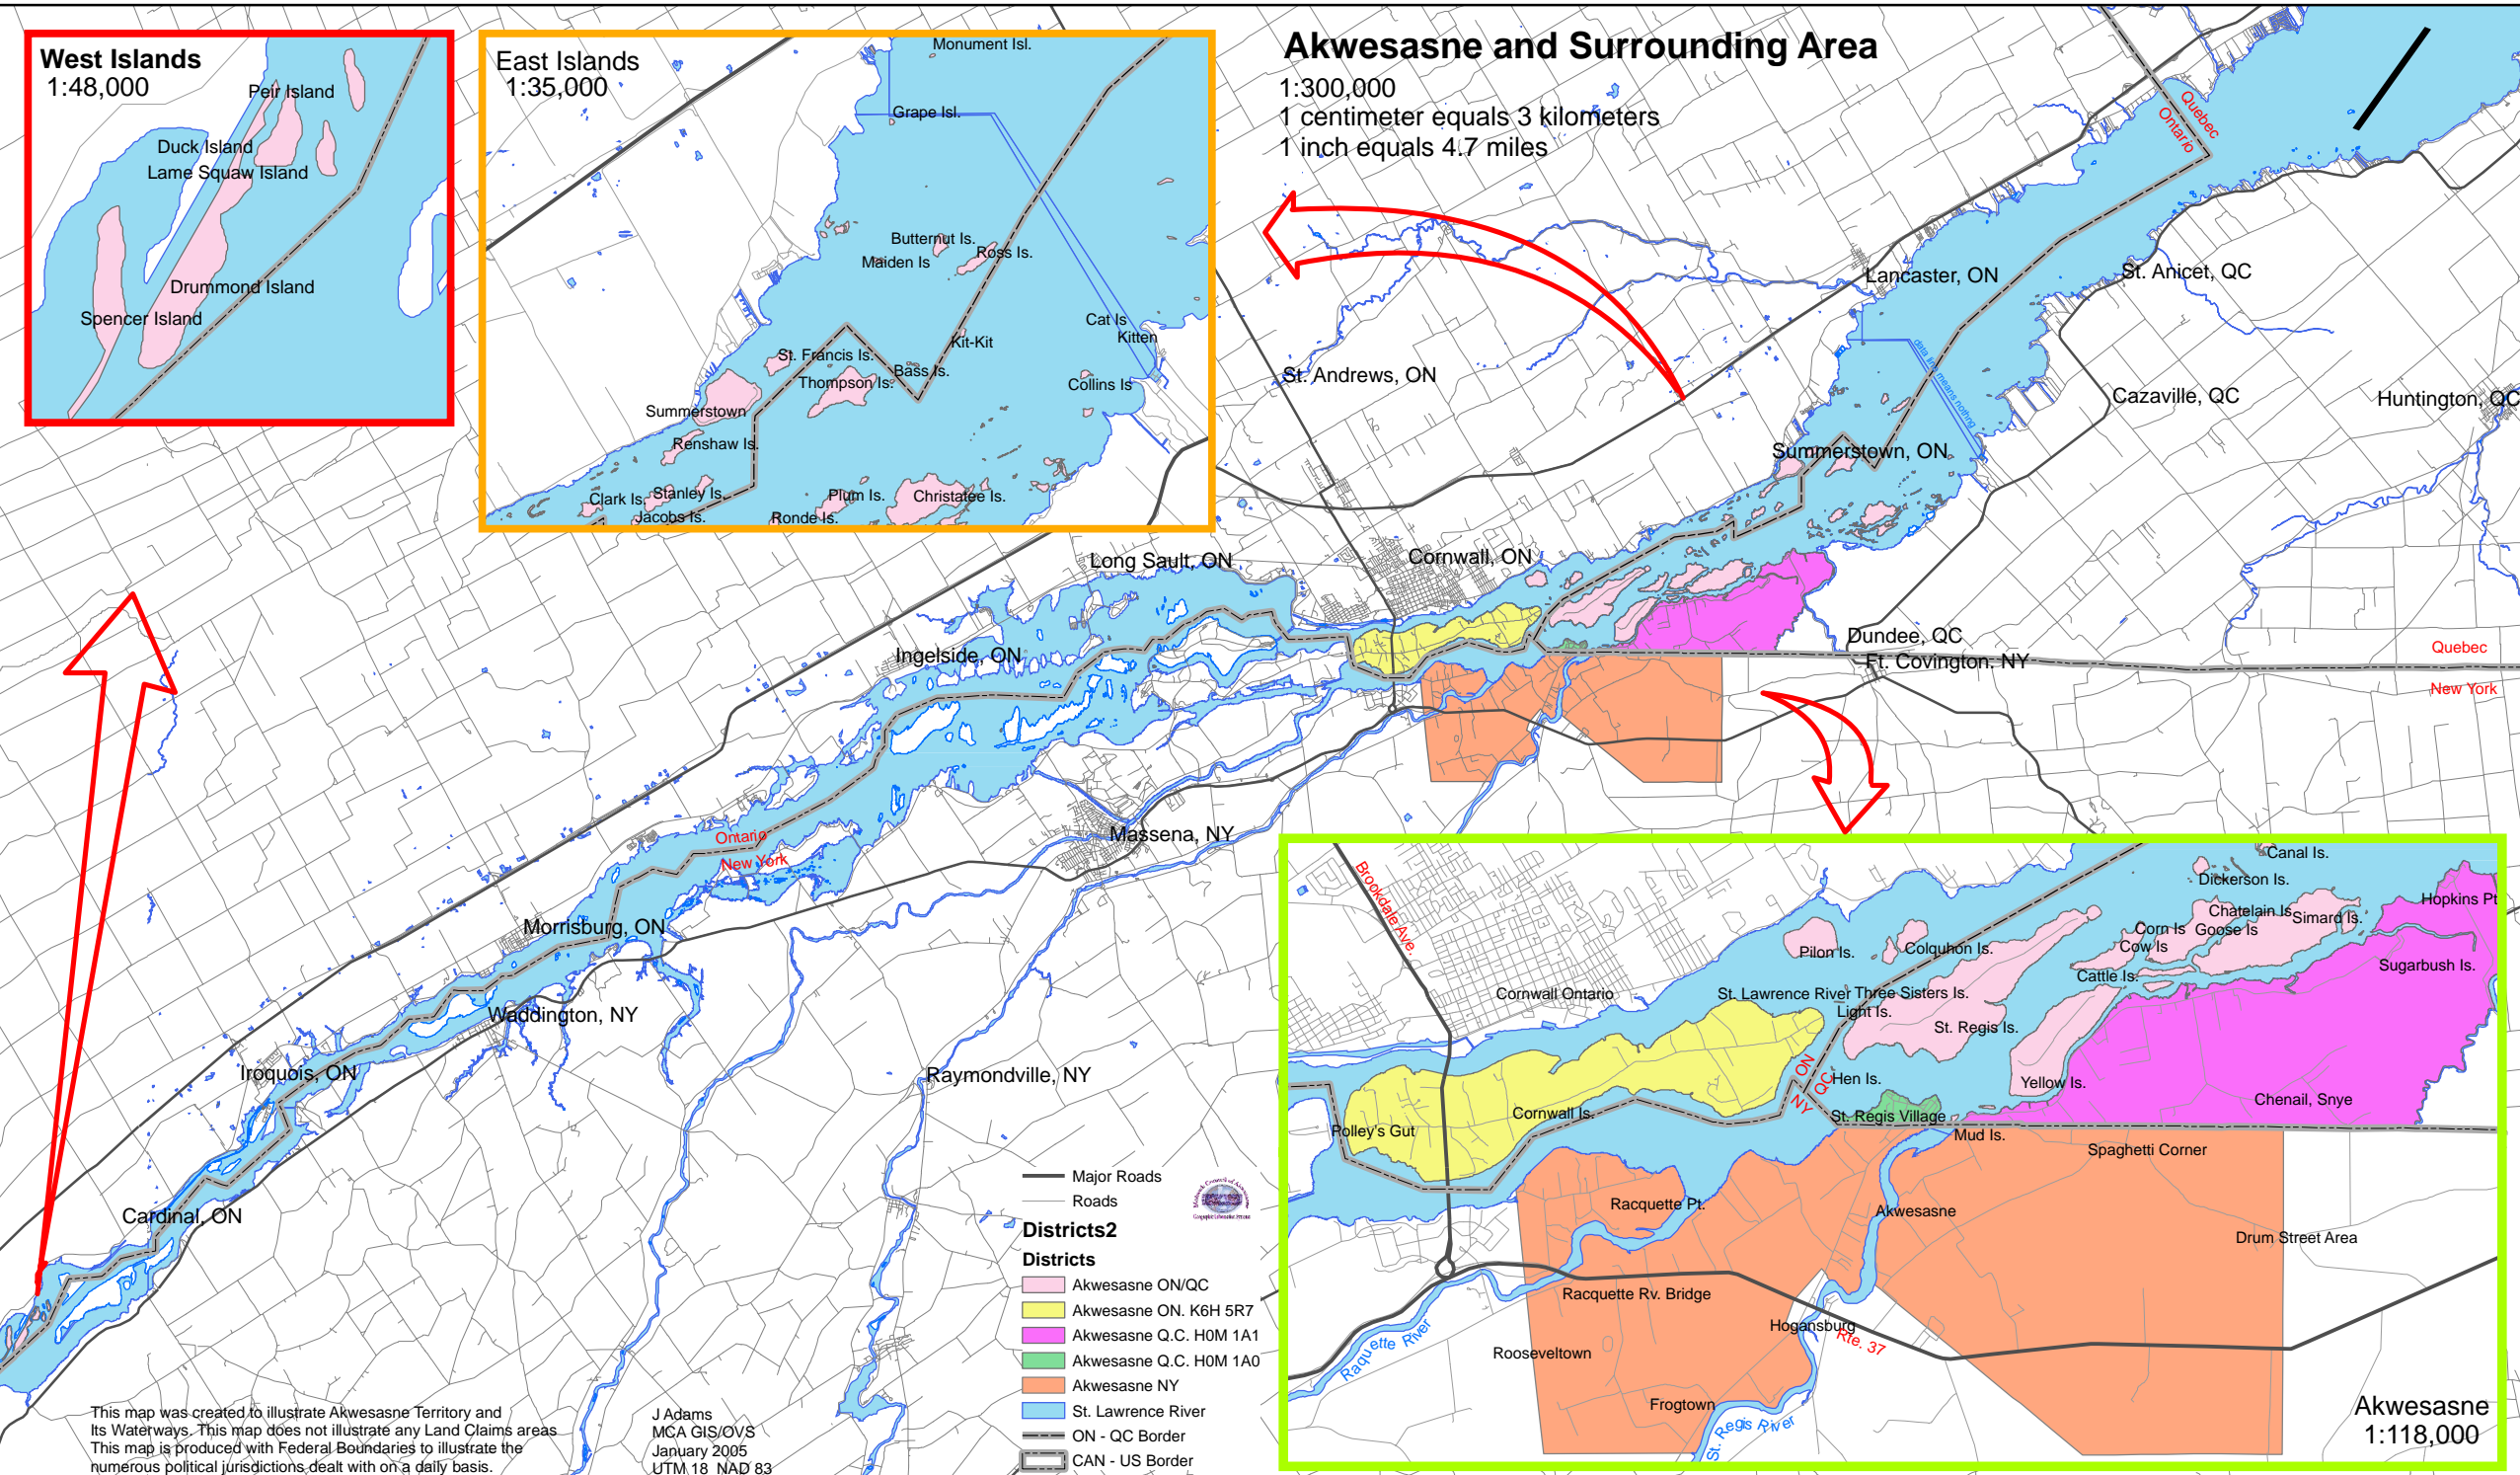 West Islands
1:48,000
Peir Island
Duck Island
Lame Squaw Island
Drummond Island
Spencer Island
East Islands
1:35,000
Monument Isl.
Grape Isl.
Butternut Is.
Ross Is.
Maiden Is
Cat Is
Kitten
Kit-Kit
St. Francis Is.
Bass Is.
Thompson Is.
Collins Is
Summerstown
Renshaw Is.
Clark Is.
Stanley Is.
Jacobs Is.
Plum Is.
Ronde Is.
Christatee Is.
Akwesasne and Surrounding Area
1:300,000
1 centimeter equals 3 kilometers
1 inch equals 4.7 miles
Quebec
Ontario
Lancaster, ON
St. Anicet, QC
St. Andrews, ON
data line means nothing
Cazaville, QC
Huntington, QC
Summerstown, ON
Long Sault, ON
Cornwall, ON
Ingelside, ON
Dundee, QC
Ft. Covington, NY
Quebec
New York
Massena, NY
Ontario
New York
Morrisburg, ON
Waddington, NY
Iroquois, ON
Raymondville, NY
Cardinal, ON
Major Roads
Roads
Districts2
Districts
Akwesasne ON/QC
Akwesasne ON. K6H 5R7
Akwesasne Q.C. H0M 1A1
Akwesasne Q.C. H0M 1A0
Akwesasne NY
St. Lawrence River
ON - QC Border
CAN - US Border
This map was created to illustrate Akwesasne Territory and
Its Waterways. This map does not illustrate any Land Claims areas
This map is produced with Federal Boundaries to illustrate the
numerous political jurisdictions dealt with on a daily basis.
J Adams
MCA GIS/OVS
January 2005
UTM 18 NAD 83
Brookdale Ave.
Canal Is.
Dickerson Is.
Hopkins Pt
Chatelain Is.
Simard Is.
Corn Is
Goose Is
Cow Is
Pilon Is.
Colquhon Is.
Sugarbush Is.
Cattle Is.
Cornwall Ontario
St. Lawrence River
Three Sisters Is.
Light Is.
St. Regis Is.
ON
QC
NY
Hen Is.
Yellow Is.
Chenail, Snye
Cornwall Is.
St. Regis Village
Polley's Gut
Mud Is.
Spaghetti Corner
Racquette Pt.
Akwesasne
Drum Street Area
Racquette Rv. Bridge
Hogansburg
Rte. 37
Raquette River
Rooseveltown
Frogtown
St. Regis River
Akwesasne
1:118,000